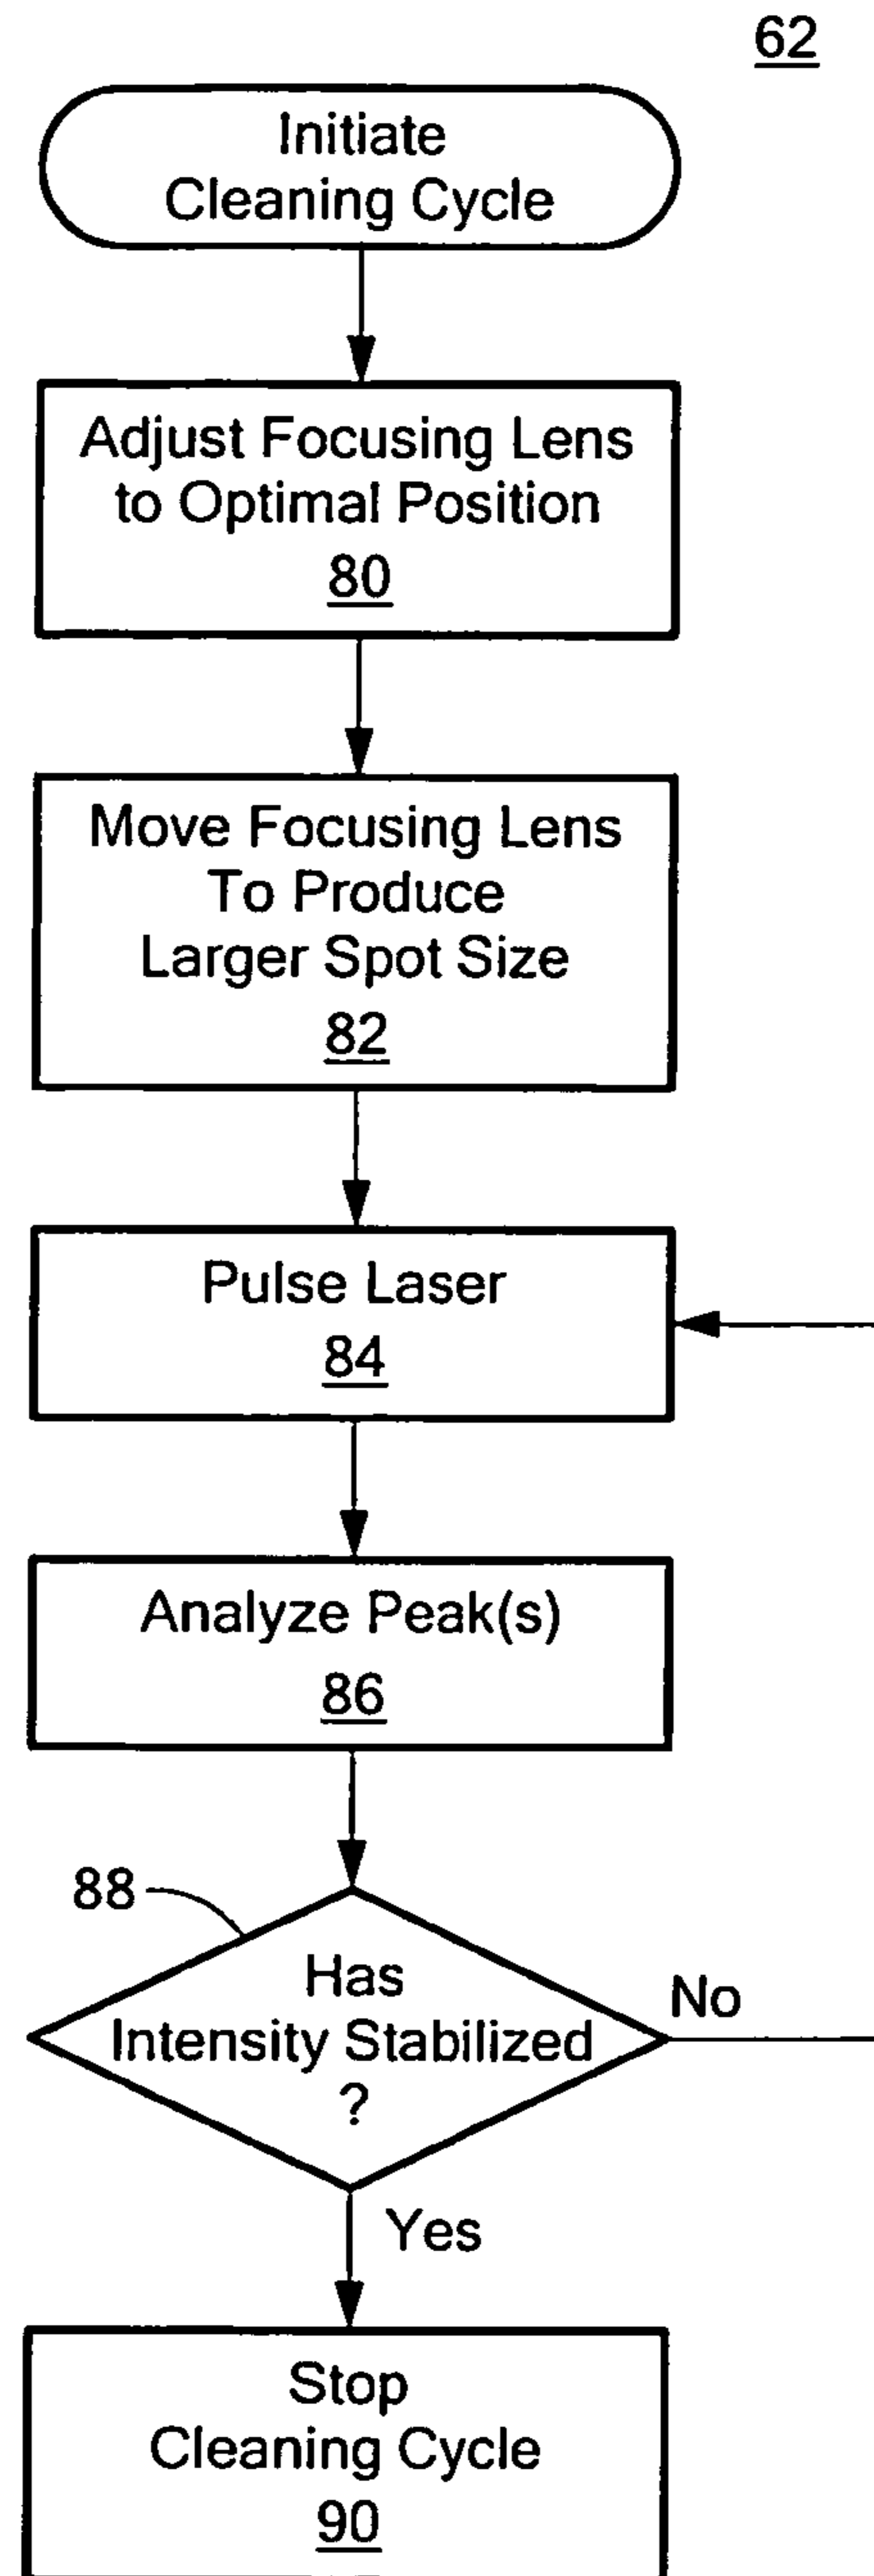 62
Initiate
Cleaning Cycle
Adjust Focusing Lens
to Optimal Position
80
Move Focusing Lens
To Produce
Larger Spot Size
82
Pulse Laser
84
Analyze Peak(s)
86
88
Has
Intensity Stabilized
?
No
Yes
Stop
Cleaning Cycle
90